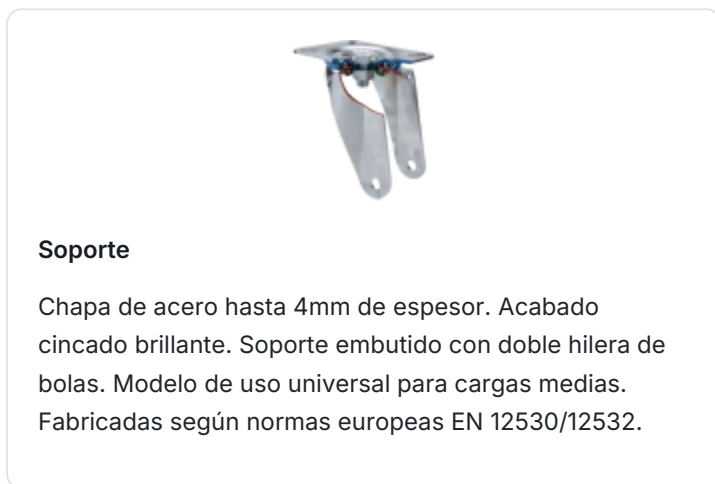 Soporte
Chapa de acero hasta 4mm de espesor. Acabado
cincado brillante. Soporte embutido con doble hilera de
bolas. Modelo de uso universal para cargas medias.
Fabricadas según normas europeas EN 12530/12532.